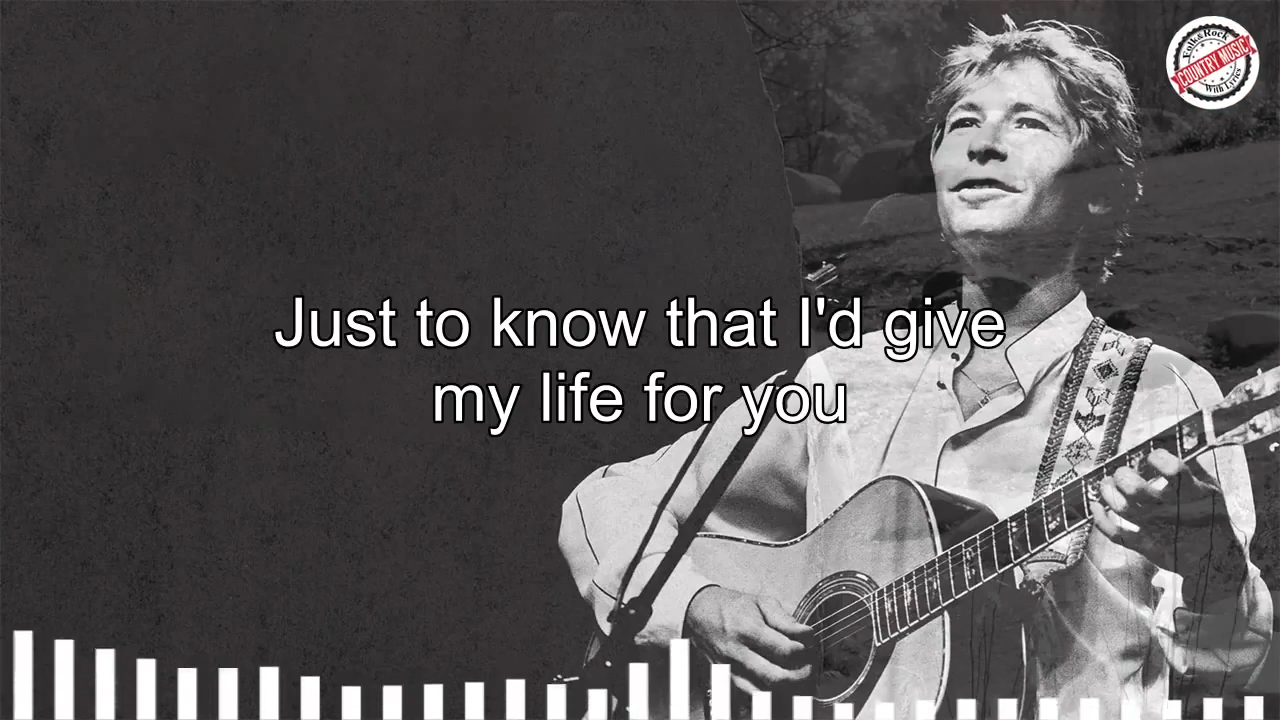 Folk&Rock
COUNTRY MUSIC
With Lyrics
Just to know that I'd give
my life for you